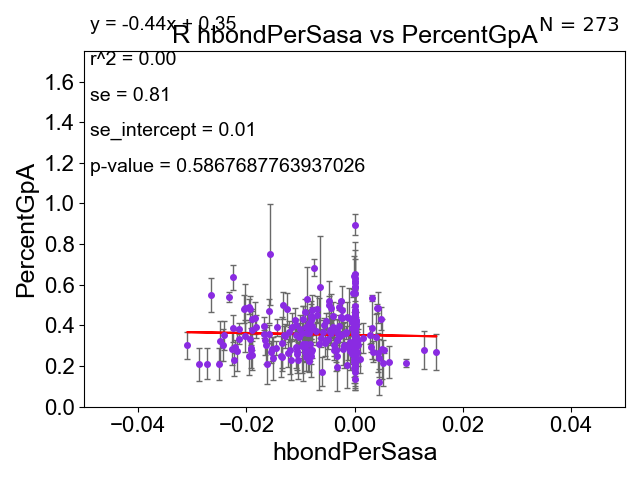 y = -0.44x + 0.35
N = 273
R hbondPerSasa vs PercentGpA
r^2 = 0.00
se = 0.81
se_intercept = 0.01
p-value = 0.5867687763937026
PercentGpA
1.6
1.4
1.2
1.0
0.8
0.6
0.4
0.2
0.0
−0.04
−0.02
0.00
0.02
0.04
hbondPerSasa